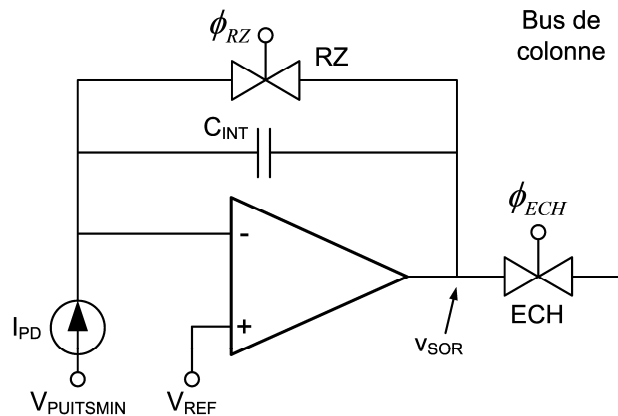 Bus de
colonne
ϕRZ
RZ
CINT
ϕECH
-
IPD
+
ECH
vSOR
VPUITSMIN
VREF